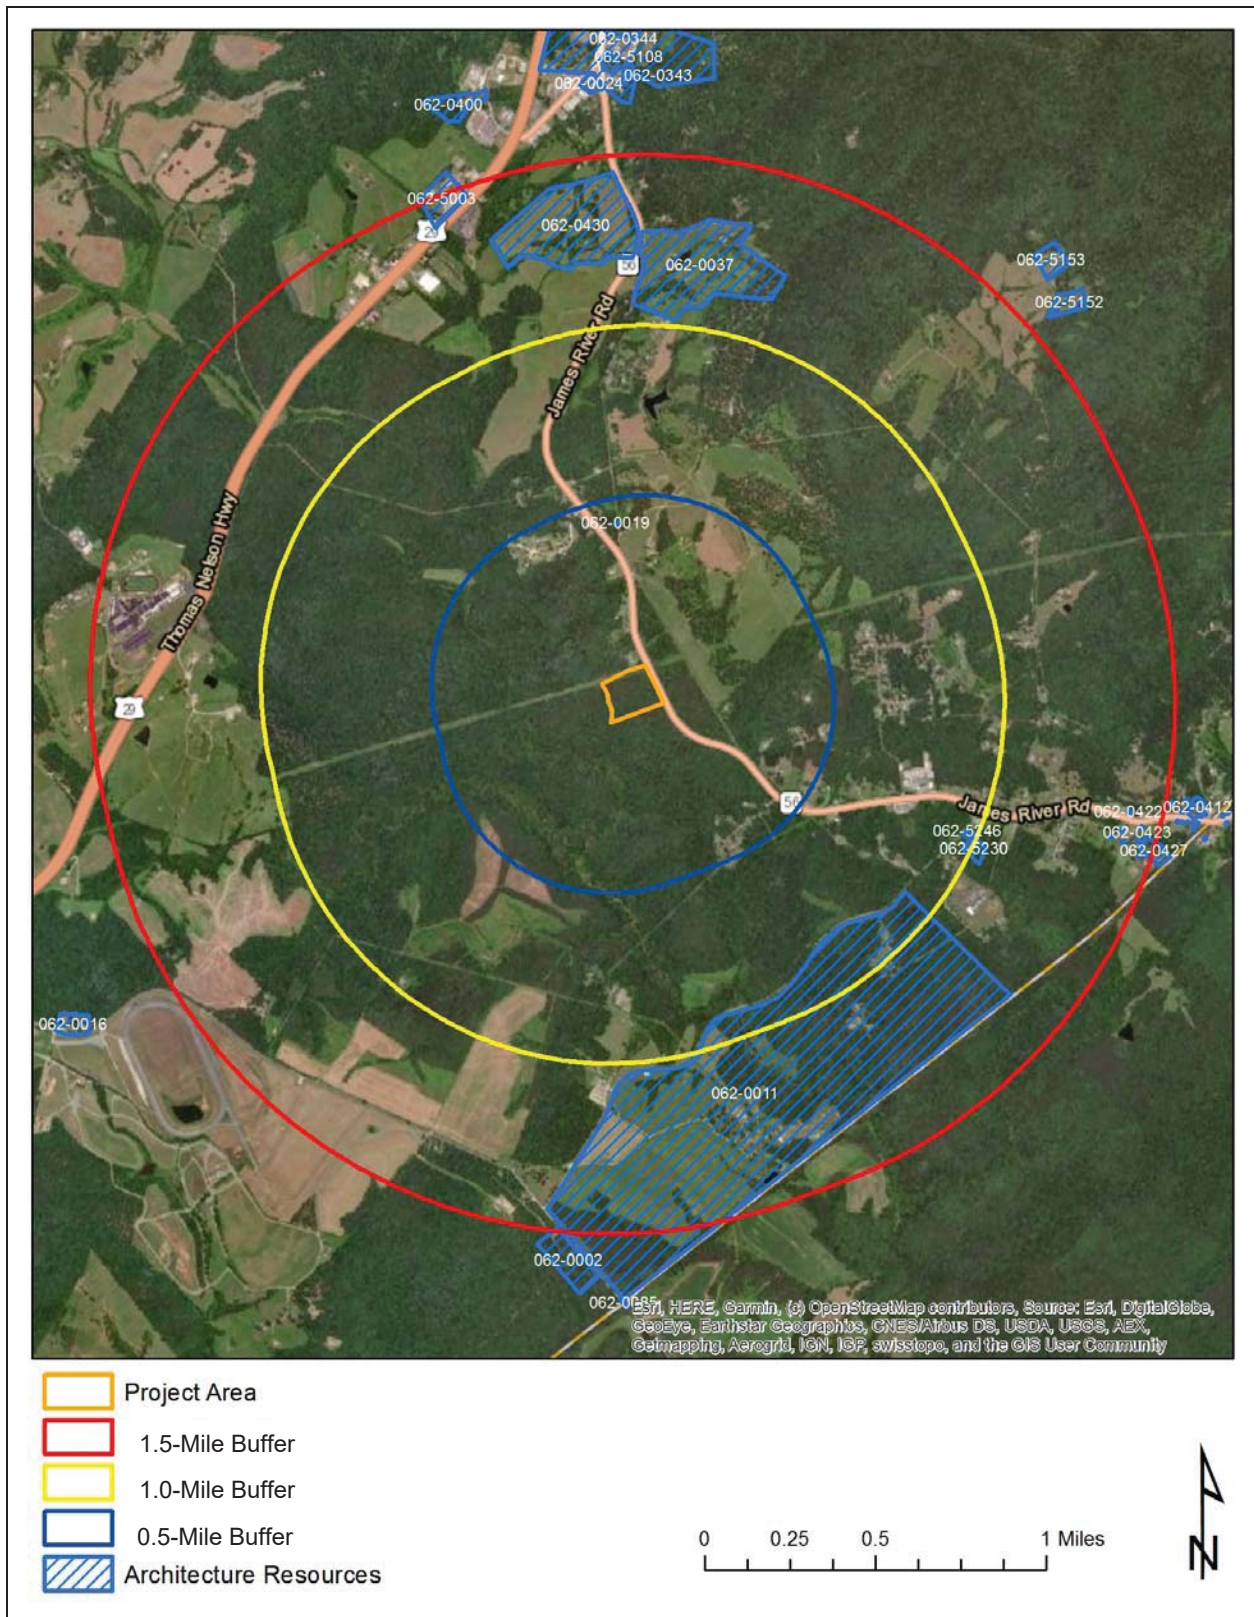 062-0344
062-5108
062-0343
062-0024
062-0400
062-5003
29
062-0430
062-0037
56
062-5153
062-5152
James River Rd
062-0019
Thomas Nelson Hwy
29
56
James River Rd
062-0422
062-0412
062-5246
062-0423
062-5230
062-0427
062-0016
062-0011
062-0002
Esri, HERE, Garmin, (c) OpenStreetMap contributors, Source: Esri, DigitalGlobe,
GeoEye, Earthstar Geographics, CNES/Airbus DS, USDA, USGS, AEX,
Getmapping, Aerogrid, IGN, IGP, swisstopo, and the GIS User Community
Project Area
1.5-Mile Buffer
1.0-Mile Buffer
0.5-Mile Buffer
Architecture Resources
0 0.25 0.5 1 Miles
N